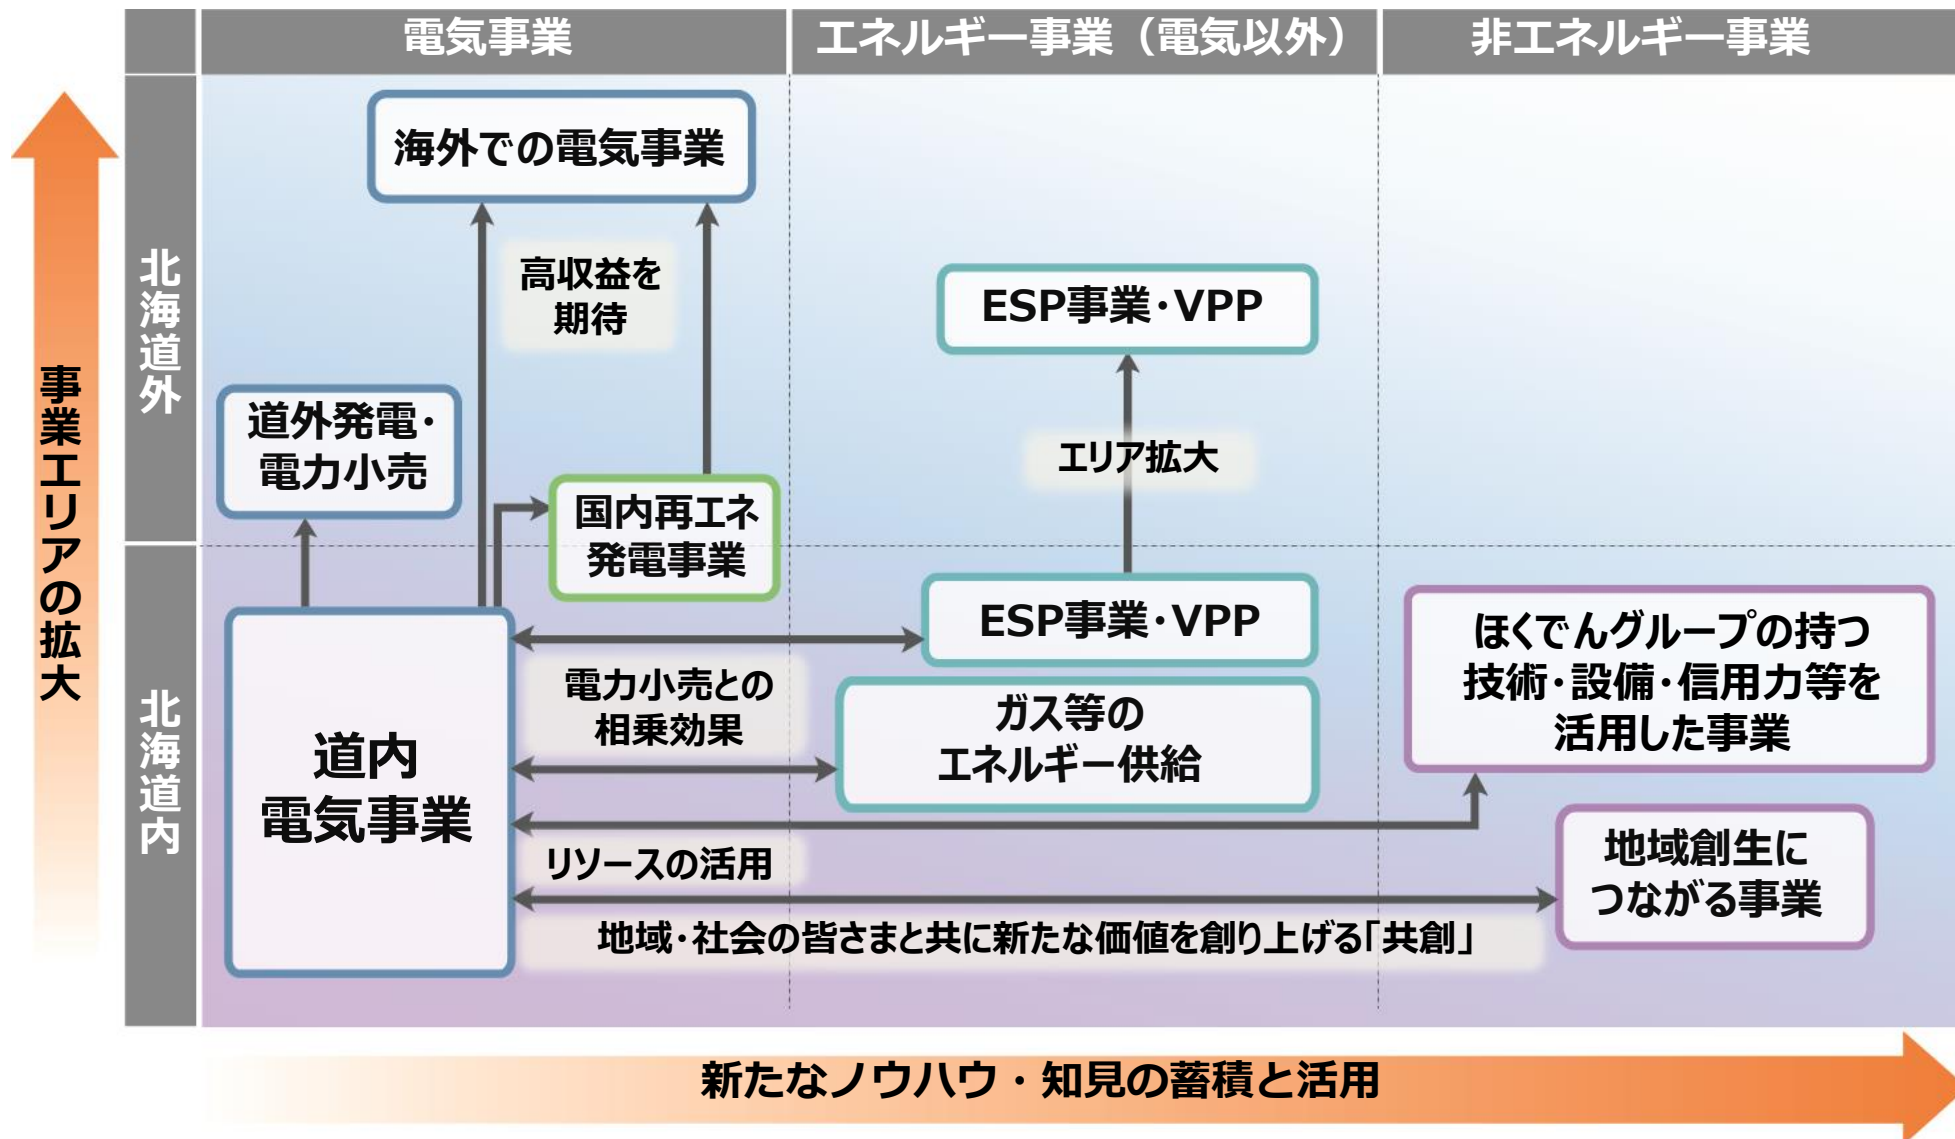 電気事業
エネルギー事業（電気以外）
非エネルギー事業
事業エリアの拡大
北海道外
北海道内
海外での電気事業
高収益を
期待
道外発電・
電力小売
国内再エネ
発電事業
ESP事業・VPP
エリア拡大
ESP事業・VPP
道内
電気事業
電力小売との
相乗効果
ガス等の
エネルギー供給
ほくでんグループの持つ
技術・設備・信用力等を
活用した事業
リソースの活用
地域創生に
つながる事業
地域・社会の皆さまと共に新たな価値を創り上げる「共創」
新たなノウハウ・知見の蓄積と活用